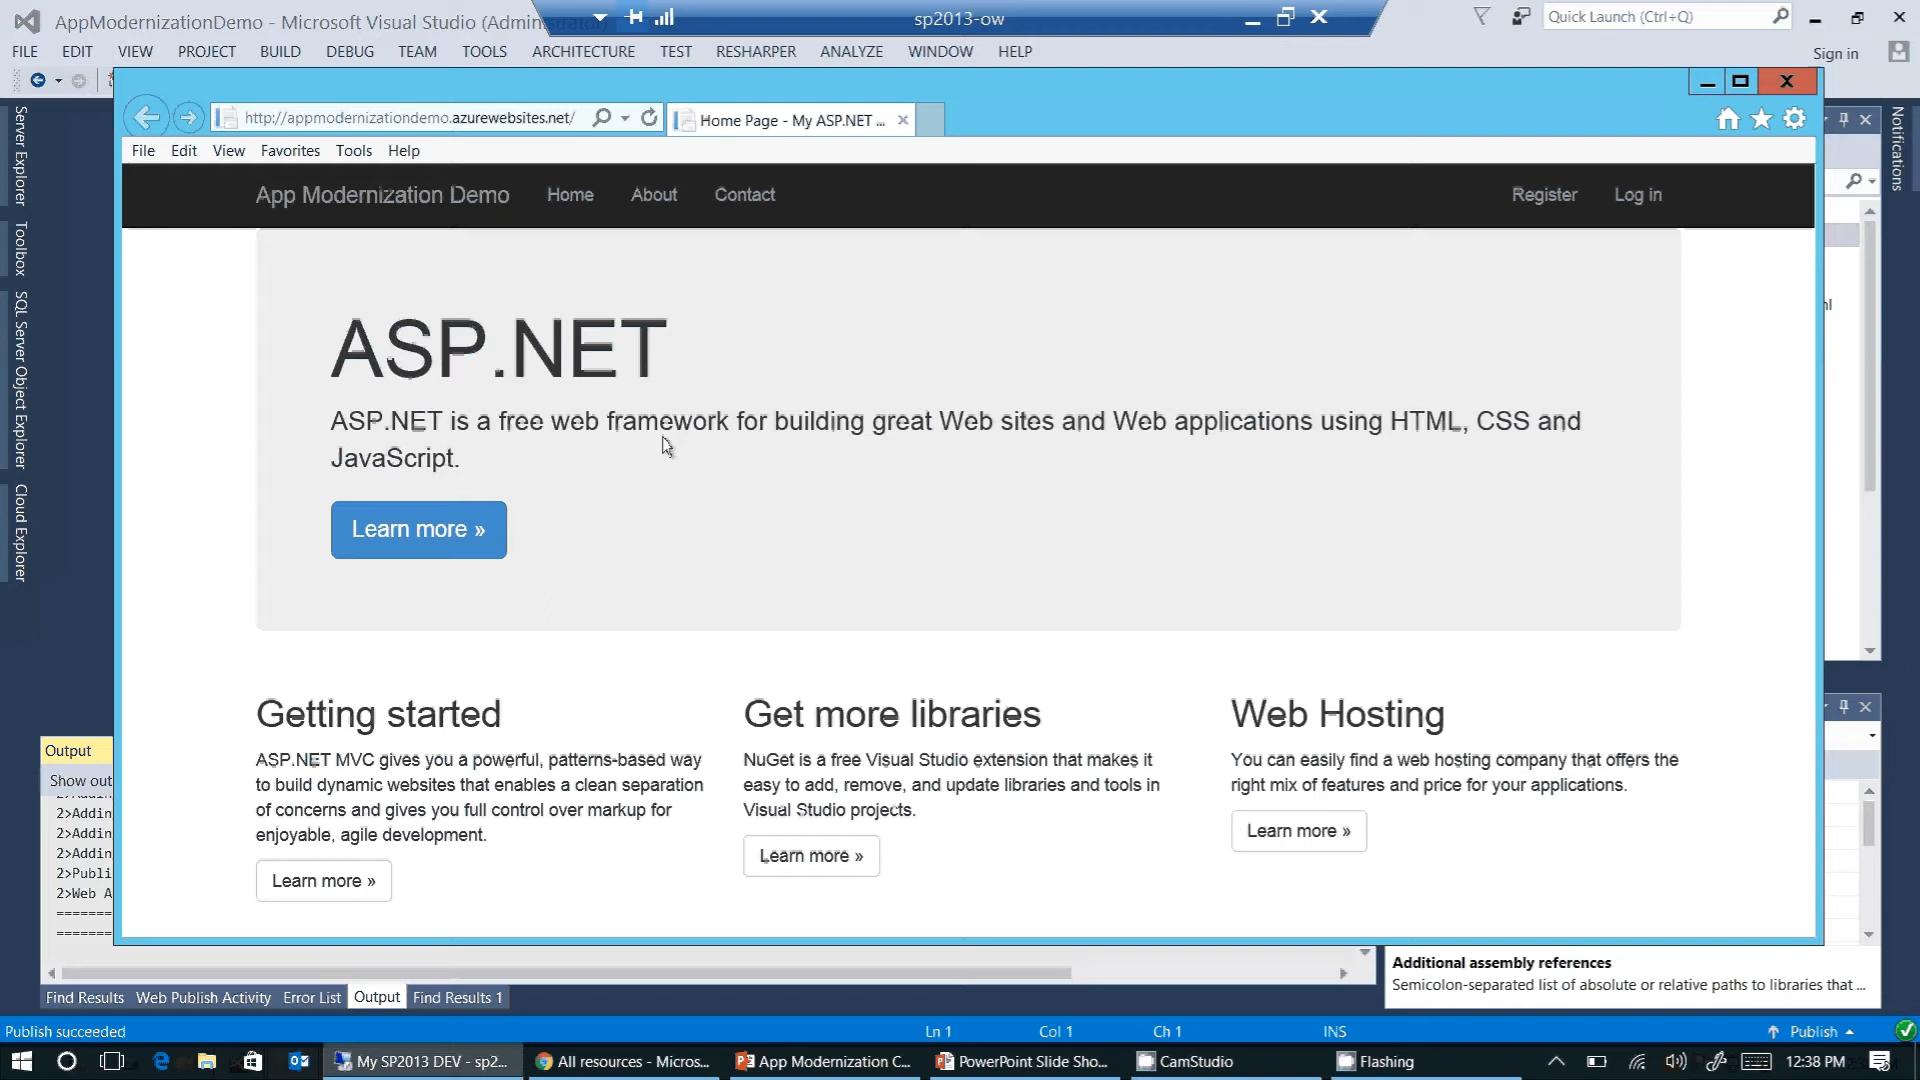 AppModernizationDemo - Microsoft Visual Studio (Administrator)
sp2013-ow
Quick Launch (Ctrl+Q)
FILE EDIT VIEW PROJECT BUILD DEBUG TEAM TOOLS ARCHITECTURE TEST RESHARPER ANALYZE WINDOW HELP
Sign in
Server Explorer
Toolbox
SQL Server Object Explorer
Cloud Explorer
Notifications
http://appmodernizationdemo.azurewebsites.net/
Home Page - My ASP.NET ...
File Edit View Favorites Tools Help
App Modernization Demo Home About Contact Register Log in
ASP.NET
ASP.NET is a free web framework for building great Web sites and Web applications using HTML, CSS and
JavaScript.
Learn more »
Getting started
ASP.NET MVC gives you a powerful, patterns-based way
to build dynamic websites that enables a clean separation
of concerns and gives you full control over markup for
enjoyable, agile development.
Learn more »
Get more libraries
NuGet is a free Visual Studio extension that makes it
easy to add, remove, and update libraries and tools in
Visual Studio projects.
Learn more »
Web Hosting
You can easily find a web hosting company that offers the
right mix of features and price for your applications.
Learn more »
Output
Show out
2>Addin
2>Addin
2>Addin
2>Publi
2>Web A
=======
=======
Additional assembly references
Semicolon-separated list of absolute or relative paths to libraries that ...
Find Results Web Publish Activity Error List Output Find Results 1
Publish succeeded Ln 1 Col 1 Ch 1 INS Publish
My SP2013 DEV - sp2... All resources - Micros... App Modernization C... PowerPoint Slide Sho... CamStudio Flashing 12:38 PM